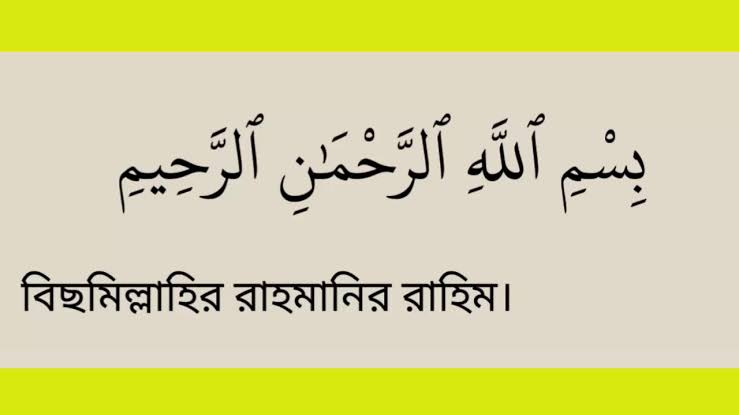 بِسْمِ ٱللَّهِ ٱلرَّحْمَـٰنِ ٱلرَّحِيمِ
বিছমিল্লাহির রাহমানির রাহিম।